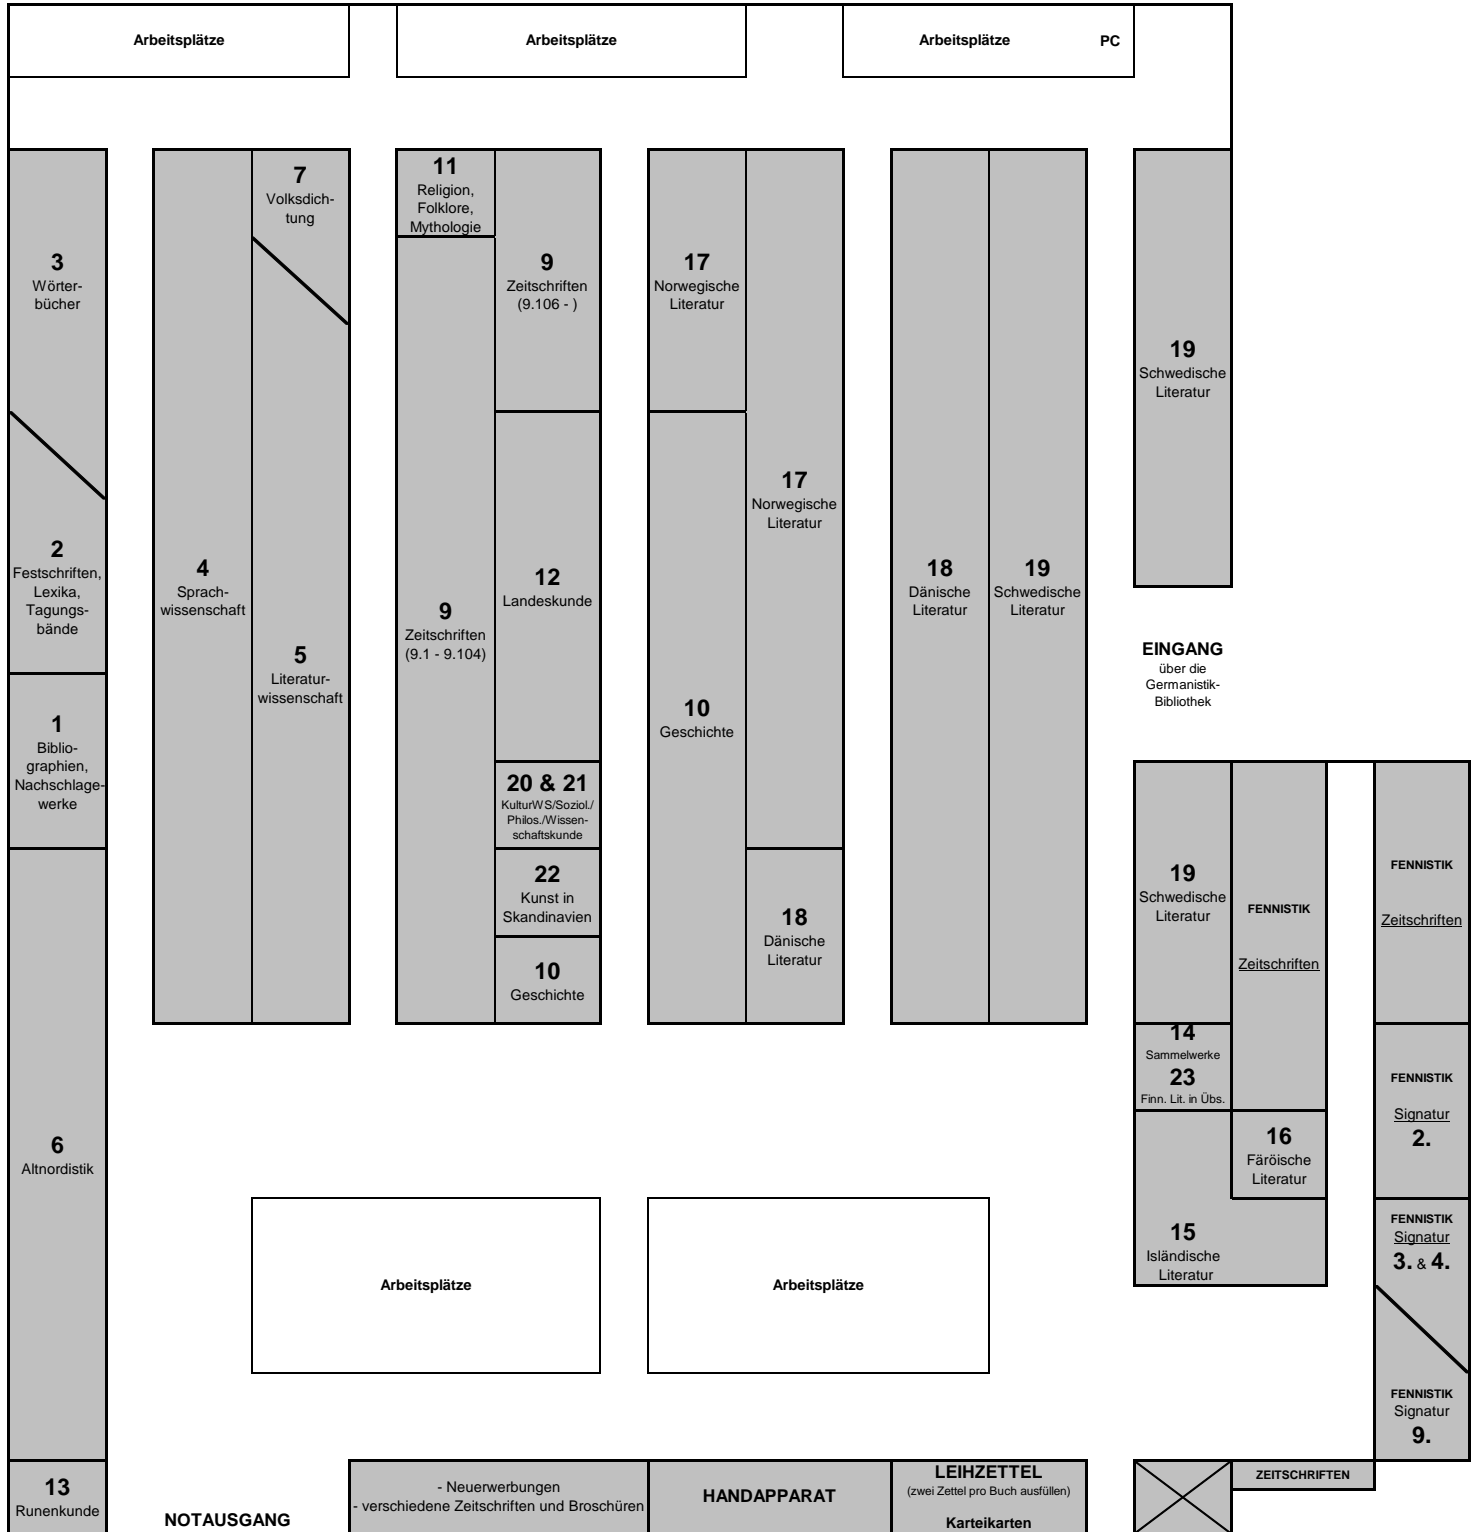 Arbeitsplätze
Arbeitsplätze
Arbeitsplätze
PC
3
Wörter-
bücher
2
Festschriften,
Lexika,
Tagungs-
bände
1
Biblio-
graphien,
Nachschlage-
werke
6
Altnordistik
13
Runenkunde
4
Sprach-
wissenschaft
7
Volksdich-
tung
5
Literatur-
wissenschaft
11
Religion,
Folklore,
Mythologie
9
Zeitschriften
(9.1 - 9.104)
9
Zeitschriften
(9.106 - )
12
Landeskunde
20 & 21
KulturWS/Soziol./
Philos./Wissen-
schaftskunde
22
Kunst in
Skandinavien
10
Geschichte
17
Norwegische
Literatur
10
Geschichte
17
Norwegische
Literatur
18
Dänische
Literatur
18
Dänische
Literatur
19
Schwedische
Literatur
19
Schwedische
Literatur
EINGANG
über die
Germanistik-
Bibliothek
19
Schwedische
Literatur
14
Sammelwerke
23
Finn. Lit. in Übs.
15
Isländische
Literatur
FENNISTIK
Zeitschriften
16
Färöische
Literatur
FENNISTIK
Zeitschriften
FENNISTIK
Signatur
2.
FENNISTIK
Signatur
3. & 4.
FENNISTIK
Signatur
9.
Arbeitsplätze
Arbeitsplätze
NOTAUSGANG
- Neuerwerbungen
- verschiedene Zeitschriften und Broschüren
HANDAPPARAT
LEIHZETTEL
(zwei Zettel pro Buch ausfüllen)
Karteikarten
ZEITSCHRIFTEN